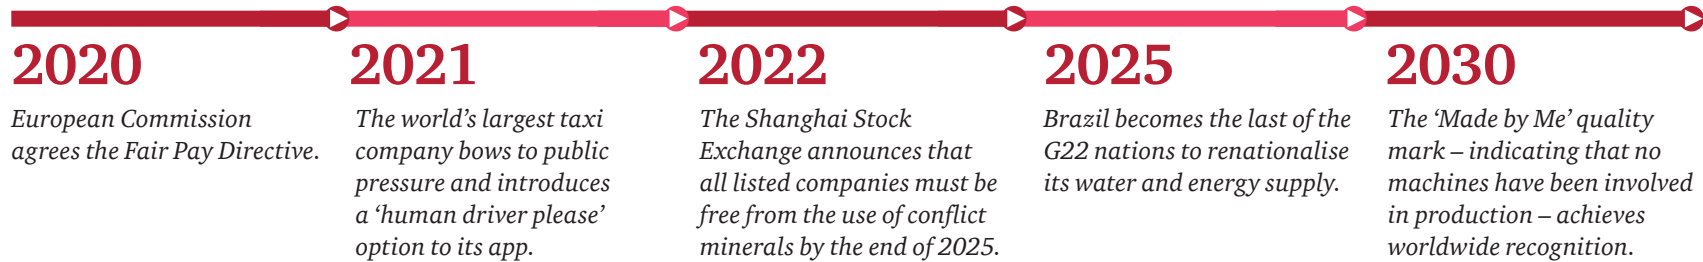 2020
European Commission
agrees the Fair Pay Directive.
2021
The world’s largest taxi
company bows to public
pressure and introduces
a ‘human driver please’
option to its app.
2022
The Shanghai Stock
Exchange announces that
all listed companies must be
free from the use of conflict
minerals by the end of 2025.
2025
Brazil becomes the last of the
G22 nations to renationalise
its water and energy supply.
2030
The ‘Made by Me’ quality
mark – indicating that no
machines have been involved
in production – achieves
worldwide recognition.